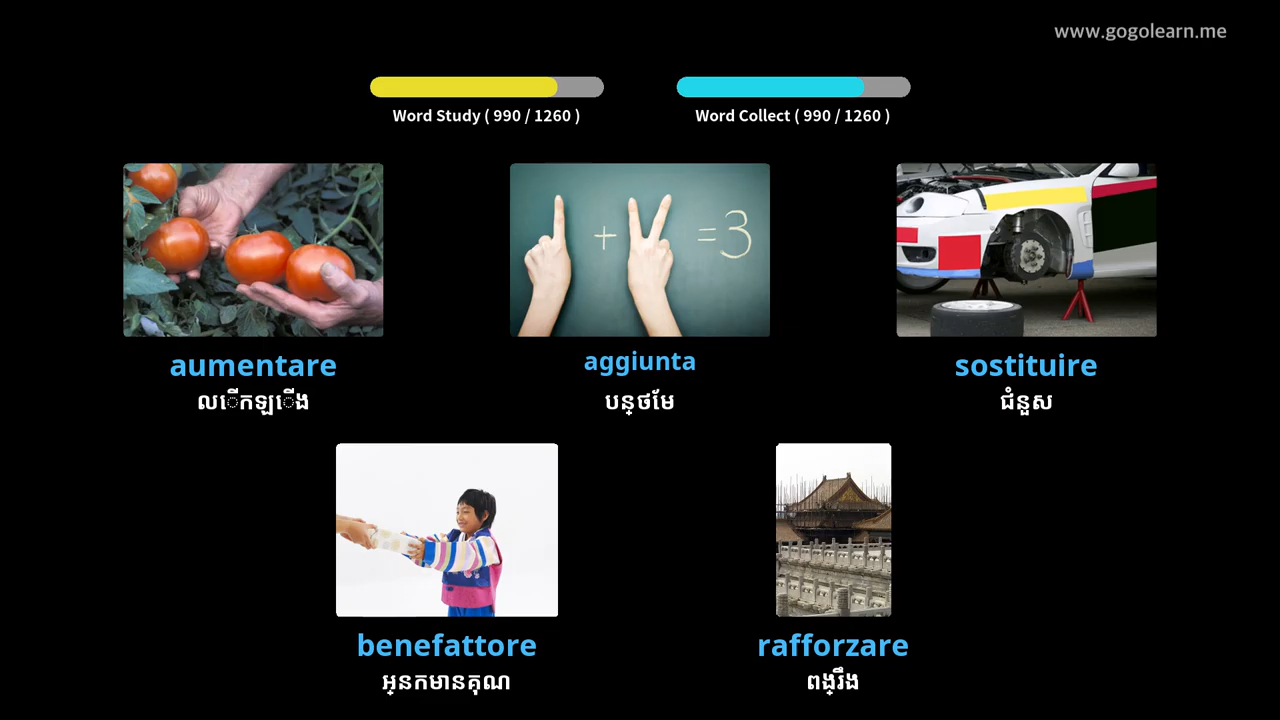 www.gogolearn.me
Word Study ( 990 / 1260 )
Word Collect ( 990 / 1260 )
+ =3
aumentare
aggiunta
sostituire
លើកឡើង
បន្ថែម
ជំនួស
benefattore
rafforzare
អ្នកមានគុណ
ពង្រឹង